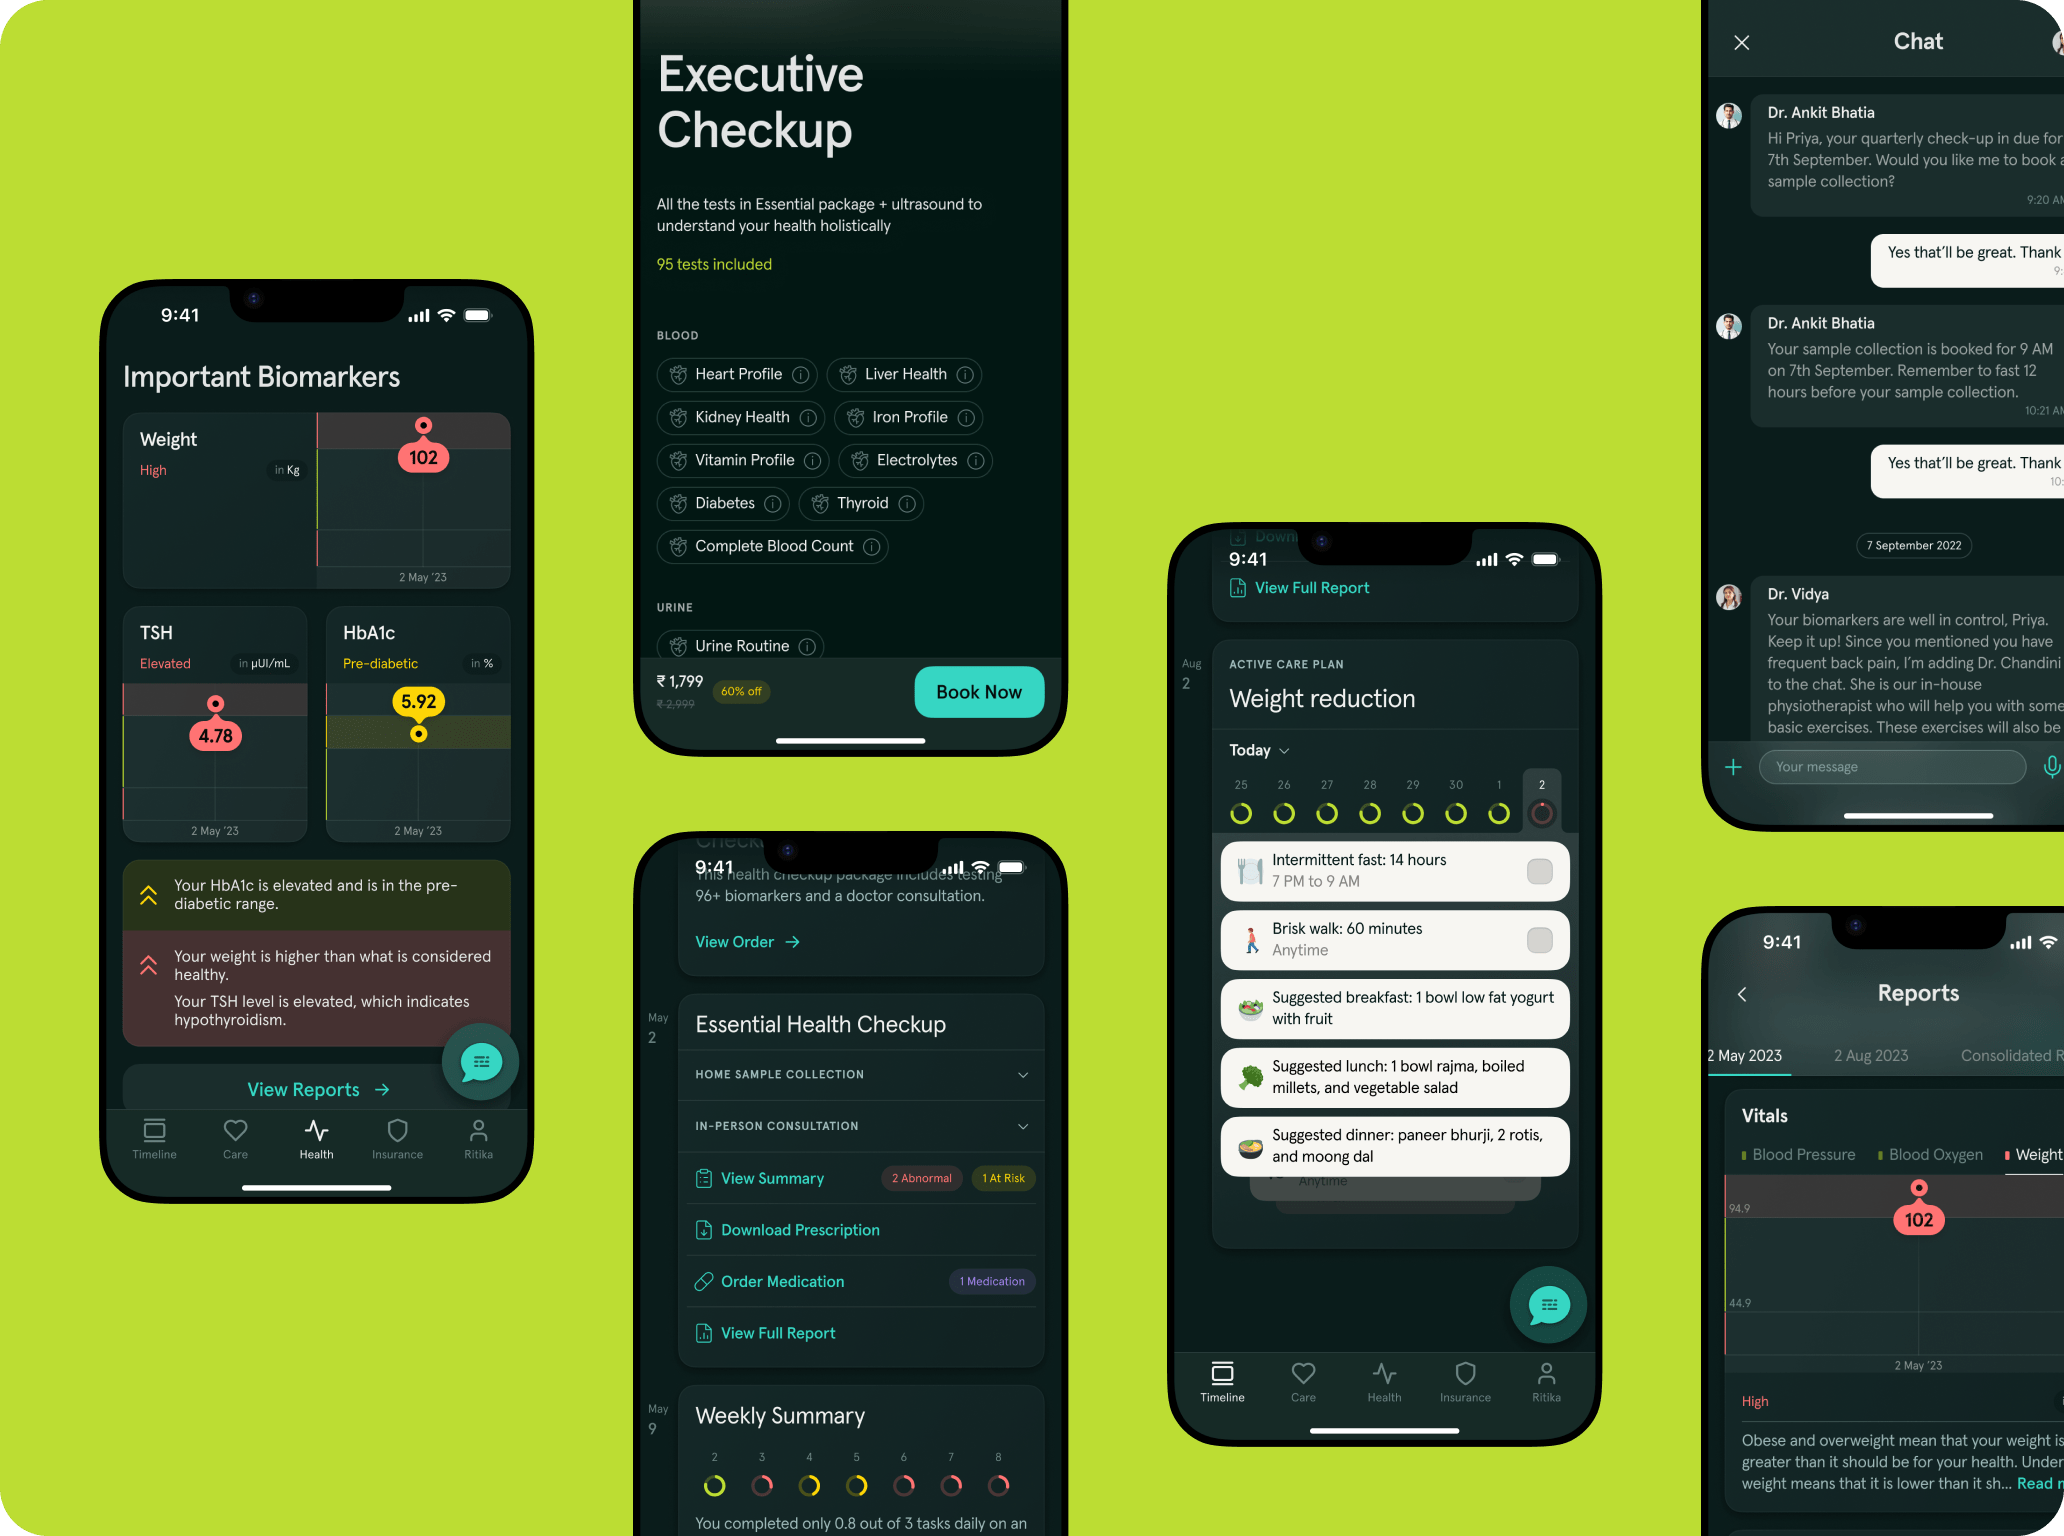 9:41
Important Biomarkers
Weight
High
in Kg
102
2 May '23
TSH
Elevated
in µUI/mL
4.78
2 May '23
HbA1c
Pre-diabetic
in %
5.92
2 May '23
Your HbA1c is elevated and is in the pre-
diabetic range.
Your weight is higher than what is considered
healthy.
Your TSH level is elevated, which indicates
hypothyroidism.
View Reports
Timeline
Care
Health
Insurance
Ritika
Executive
Checkup
All the tests in Essential package + ultrasound to
understand your health holistically
95 tests included
BLOOD
Heart Profile
Liver Health
Kidney Health
Iron Profile
Vitamin Profile
Electrolytes
Diabetes
Thyroid
Complete Blood Count
URINE
Urine Routine
₹ 1,799
₹ 2,999
60% off
Book Now
Checku
9:41
This health checkup package includes testing
96+ biomarkers and a doctor consultation.
View Order
May
2
Essential Health Checkup
HOME SAMPLE COLLECTION
IN-PERSON CONSULTATION
View Summary
2 Abnormal
1 At Risk
Download Prescription
Order Medication
1 Medication
View Full Report
May
9
Weekly Summary
2 3 4 5 6 7 8
You completed only 0.8 out of 3 tasks daily on an
Downl
9:41
View Full Report
Aug
2
ACTIVE CARE PLAN
Weight reduction
Today
25 26 27 28 29 30 1 2
Intermittent fast: 14 hours
7 PM to 9 AM
Brisk walk: 60 minutes
Anytime
Suggested breakfast: 1 bowl low fat yogurt
with fruit
Suggested lunch: 1 bowl rajma, boiled
millets, and vegetable salad
Suggested dinner: paneer bhurji, 2 rotis,
and moong dal
Anytime
Timeline
Care
Health
Insurance
Ritika
Chat
Dr. Ankit Bhatia
Hi Priya, your quarterly check-up in due for
7th September. Would you like me to book a
sample collection?
9:20 AM
Yes that'll be great. Thank
9:
Dr. Ankit Bhatia
Your sample collection is booked for 9 AM
on 7th September. Remember to fast 12
hours before your sample collection.
10:21 AM
Yes that'll be great. Thank
10:
7 September 2022
Dr. Vidya
Your biomarkers are well in control, Priya.
Keep it up! Since you mentioned you have
frequent back pain, I'm adding Dr. Chandini
to the chat. She is our in-house
physiotherapist who will help you with some
basic exercises. These exercises will also be
Your message
9:41
Reports
2 May 2023
2 Aug 2023
Consolidated R
Vitals
Blood Pressure
Blood Oxygen
Weight
94.9
102
44.9
2 May '23
High
Obese and overweight mean that your weight is
greater than it should be for your health. Under
weight means that it is lower than it sh... Read m